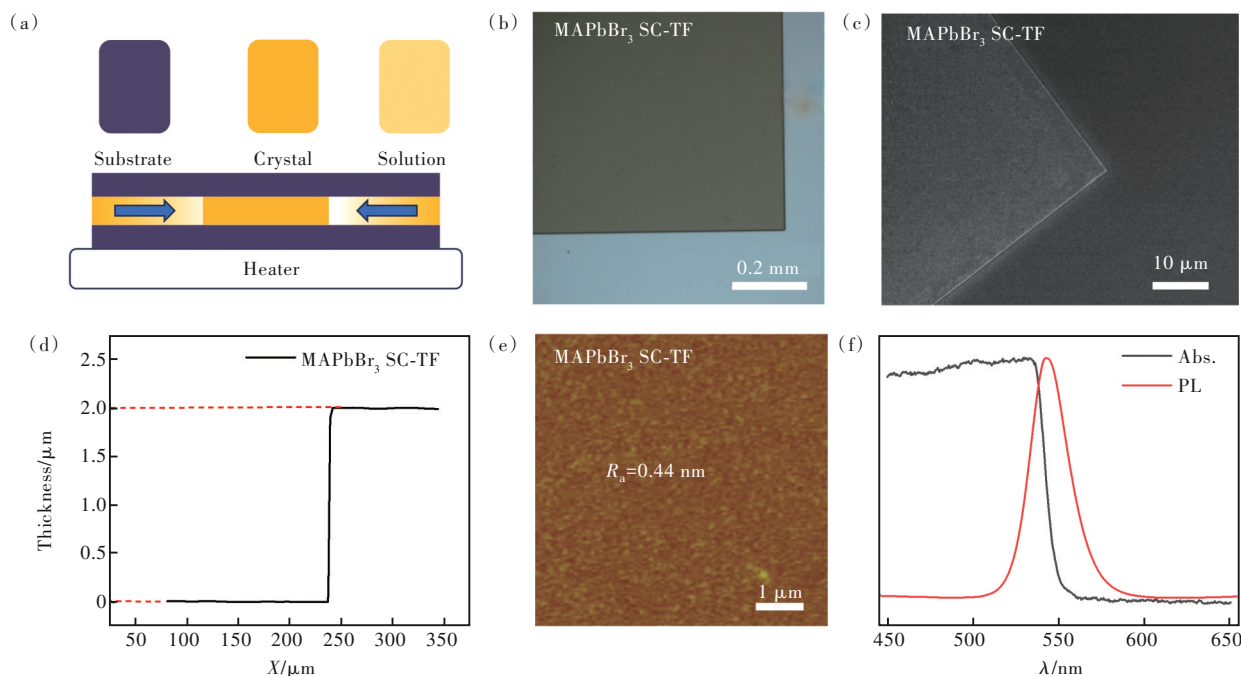 (a)
Substrate Crystal Solution
Heater
(b)
MAPbBr₃ SC-TF
0.2 mm
(c)
MAPbBr₃ SC-TF
10 μm
(d)
MAPbBr₃ SC-TF
2.5
2.0
1.5
1.0
0.5
0
Thickness/μm
50 100 150 200 250 300 350
X/μm
(e)
MAPbBr₃ SC-TF
Rₐ=0.44 nm
1 μm
(f)
Abs.
PL
450 500 550 600 650
λ/nm